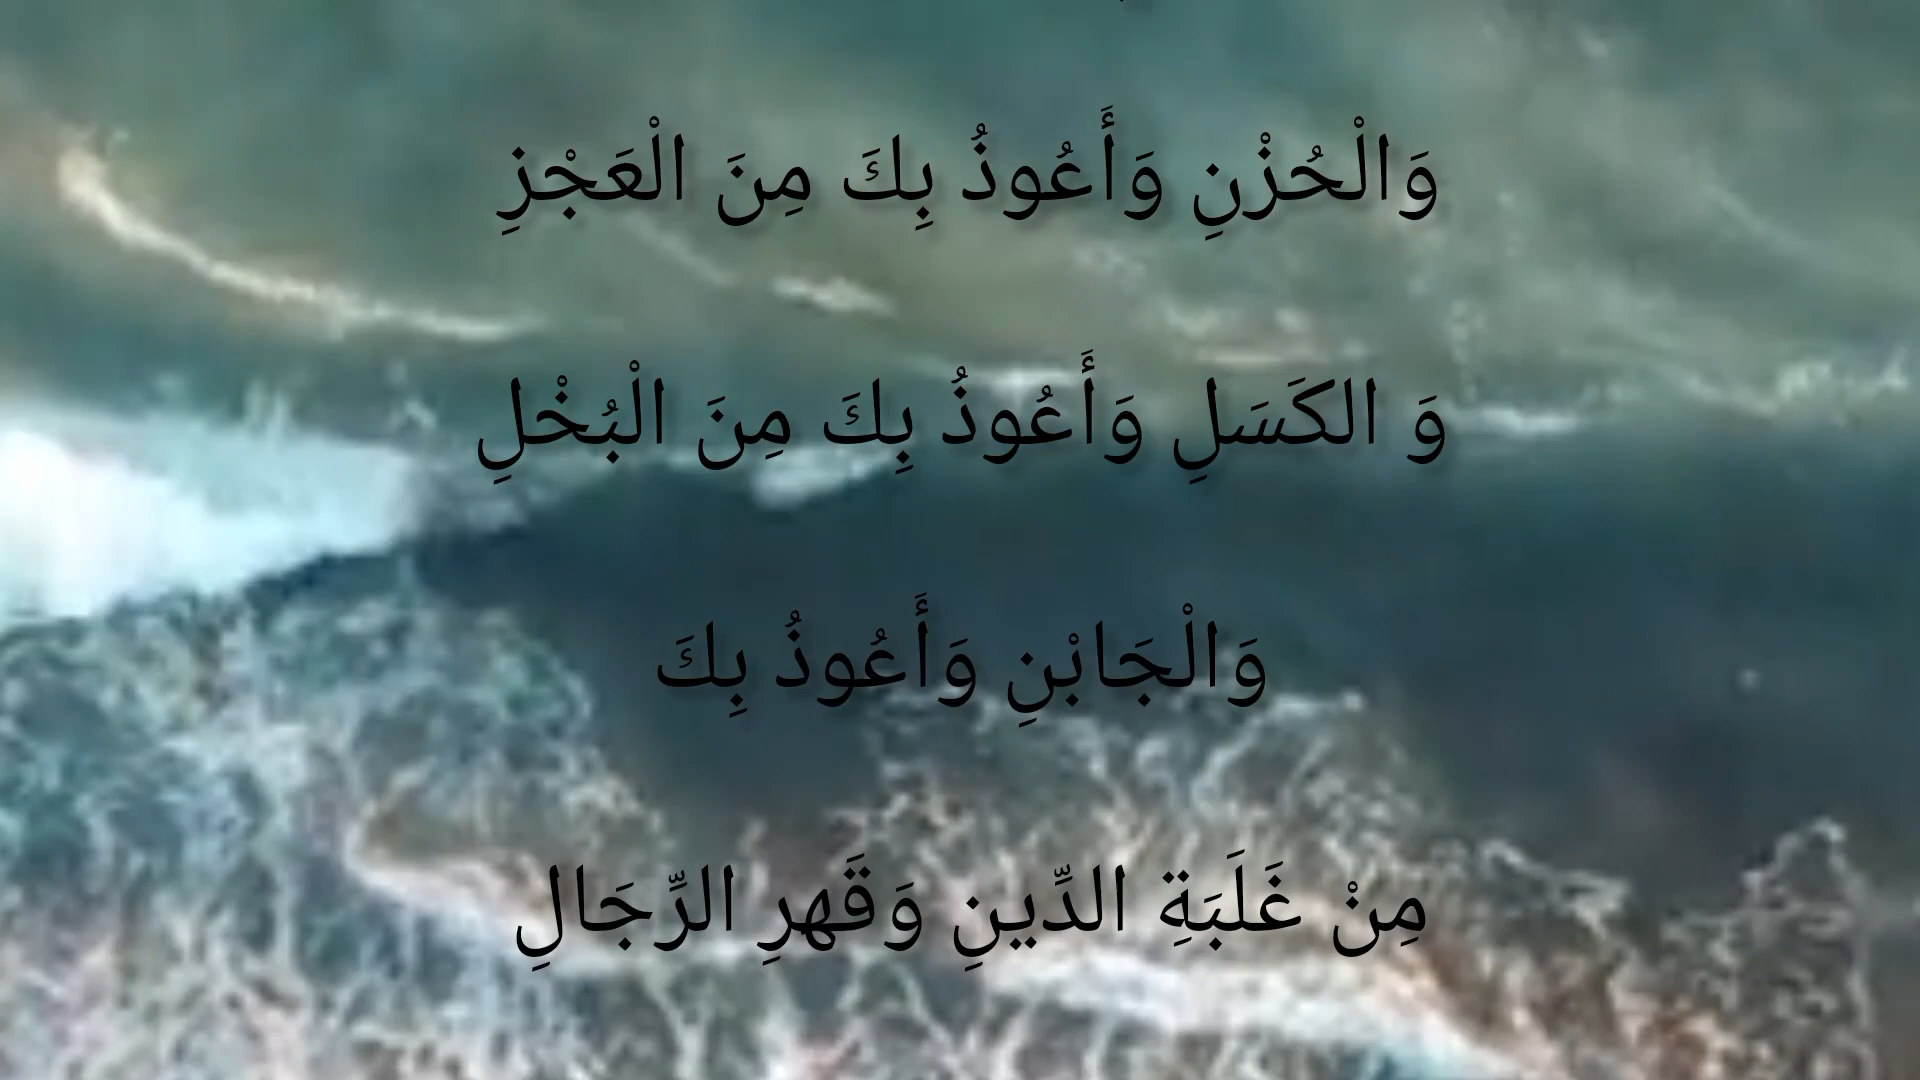 وَالْحُزْنِ وَأَعُوذُ بِكَ مِنَ الْعَجْزِ
وَ الكَسَلِ وَأَعُوذُ بِكَ مِنَ الْبُخْلِ
وَالْجَابْنِ وَأَعُوذُ بِكَ
مِنْ غَلَبَةِ الدِّينِ وَقَهرِ الرِّجَالِ